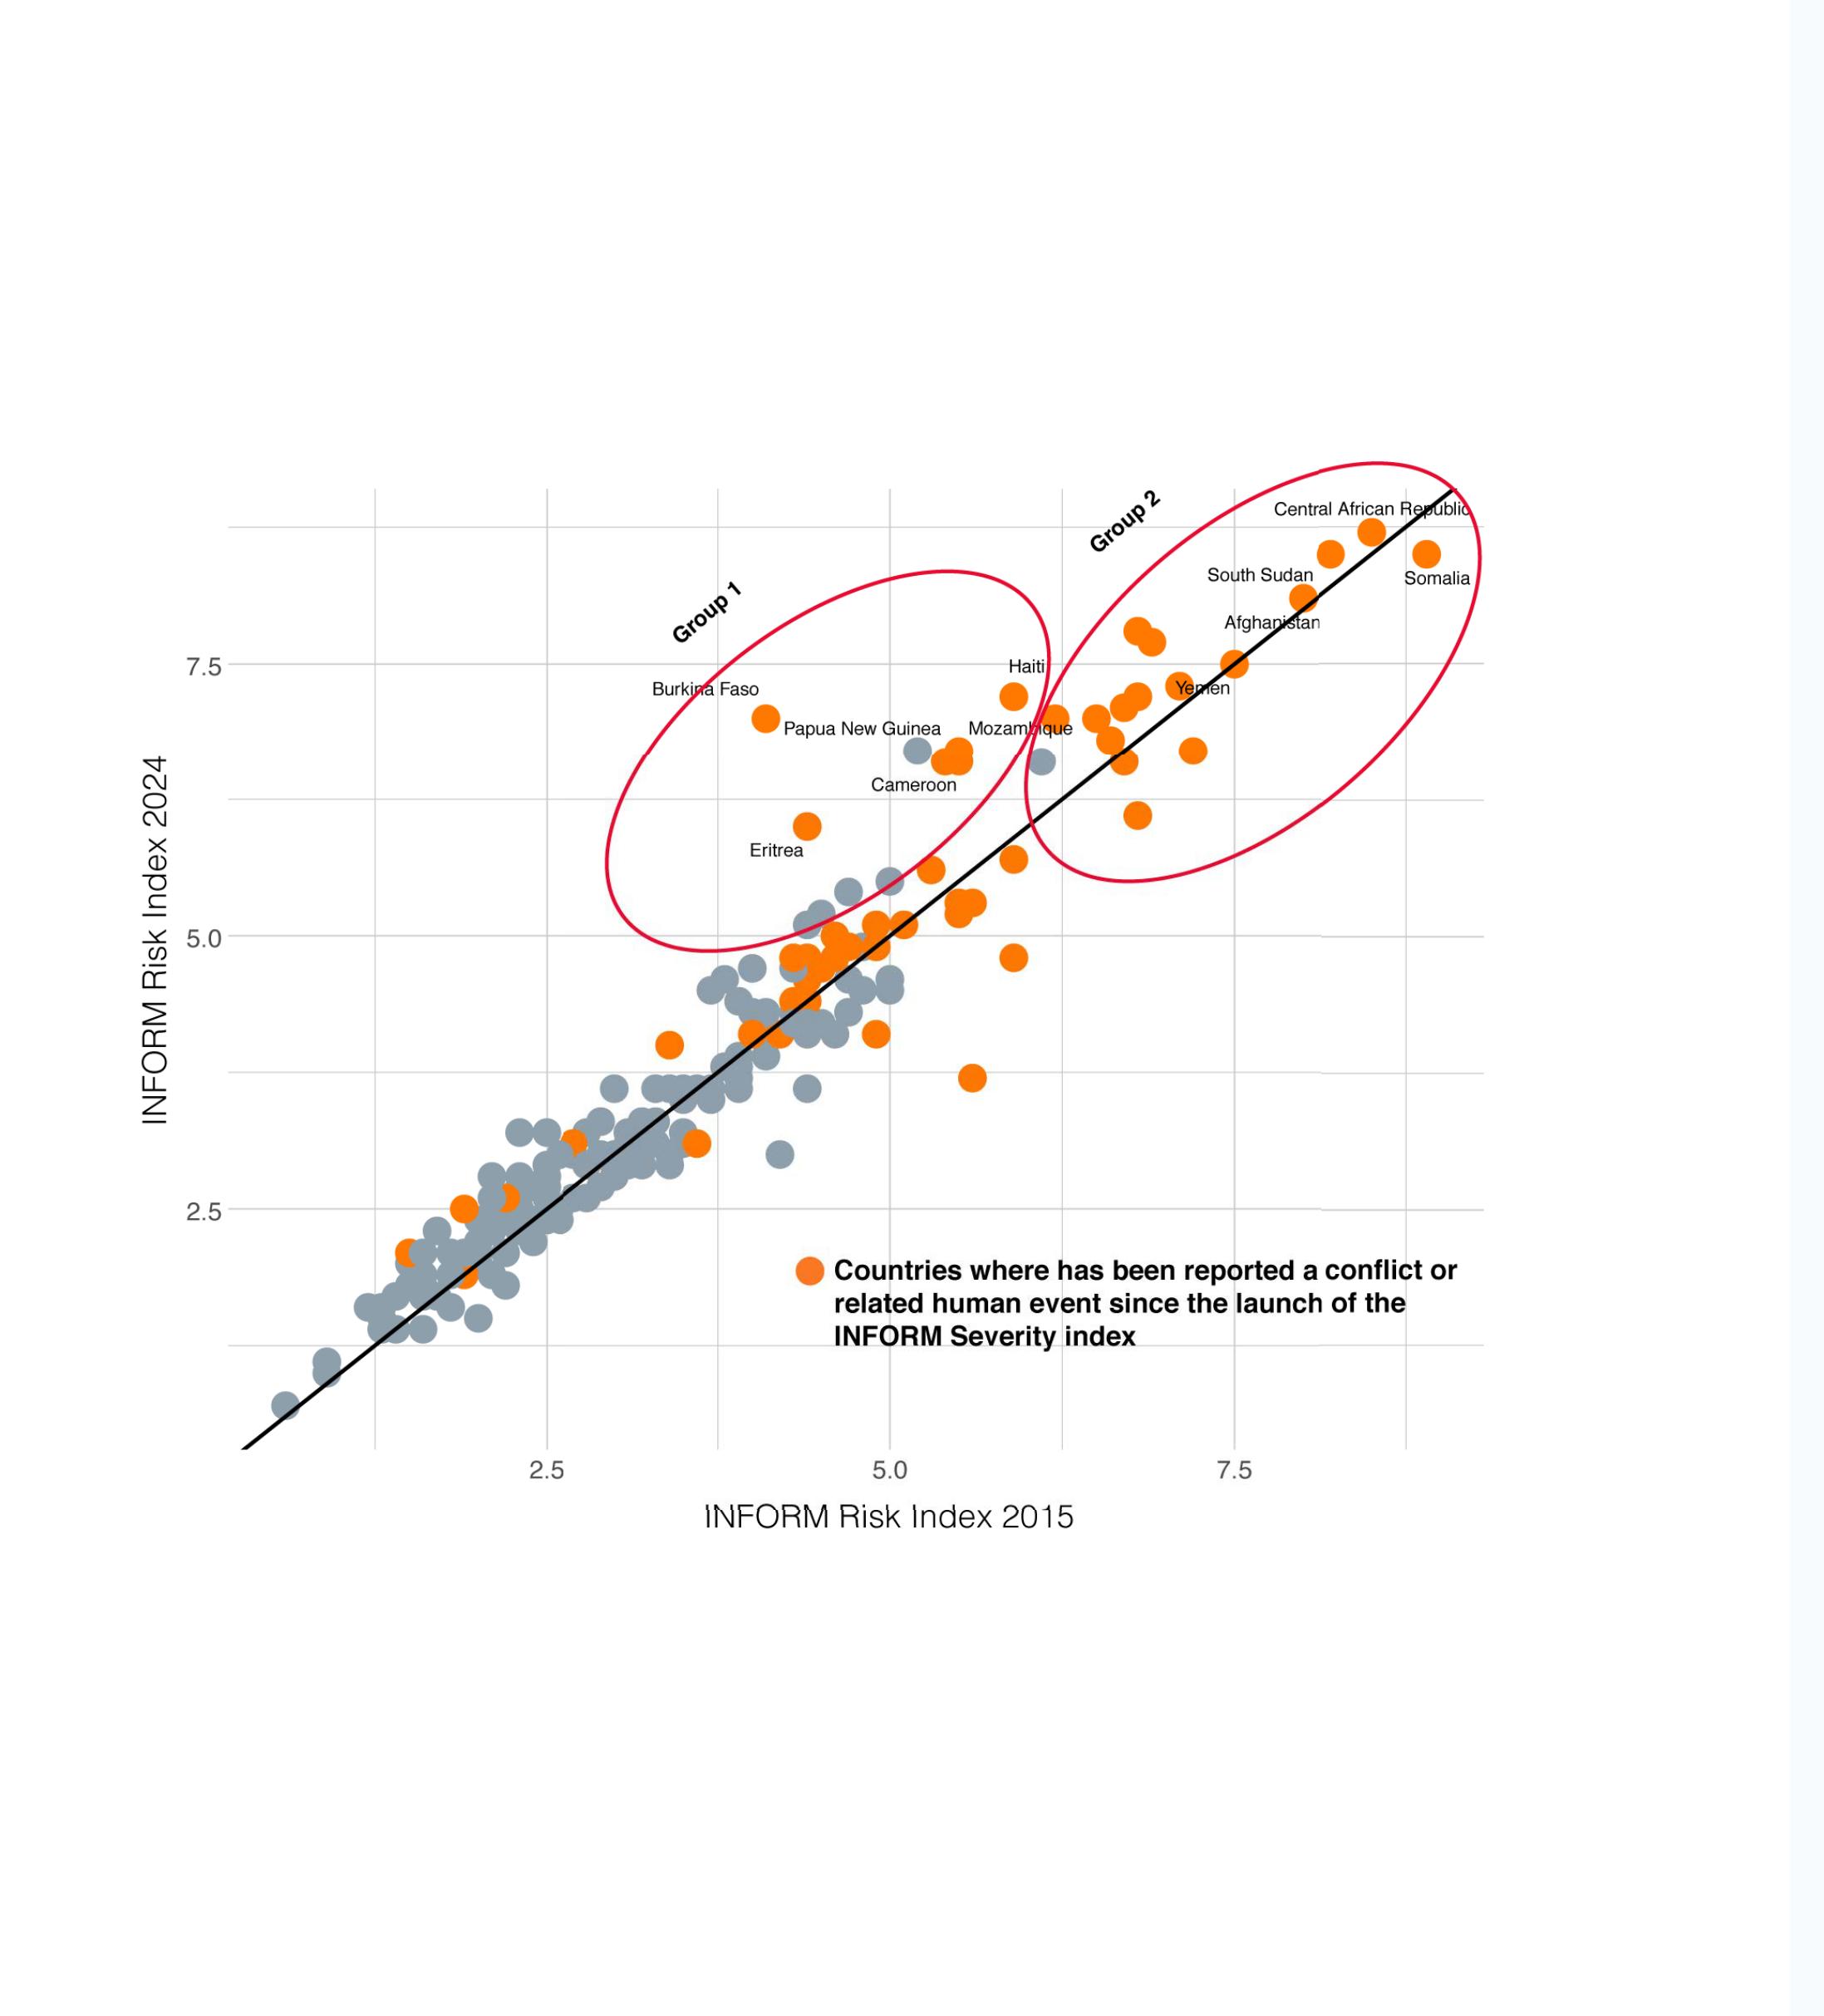 Central African Republic
Group 2
South Sudan
Somalia
Group 1
Afghanistan
Haiti
7.5
Burkina Faso
Yemen
Papua New Guinea
Mozambique
Cameroon
Eritrea
INFORM Risk Index 2024
5.0
2.5
Countries where has been reported a conflict or
related human event since the launch of the
INFORM Severity index
2.5 5.0 7.5
INFORM Risk Index 2015